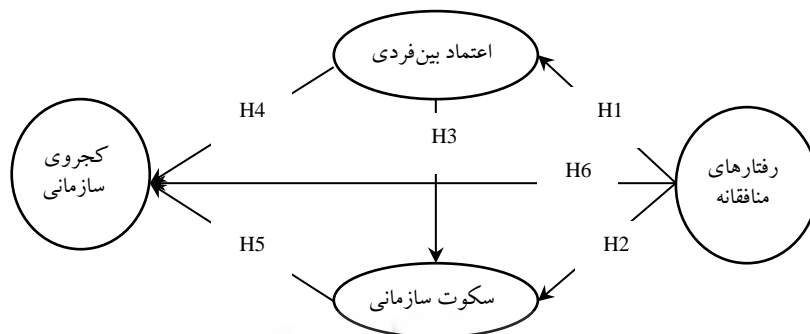 اعتماد بین‌فردی
H4
H1
H3
کجروی
سازمانی
رفتارهای
منافقانه
H6
H5
H2
سکوت سازمانی